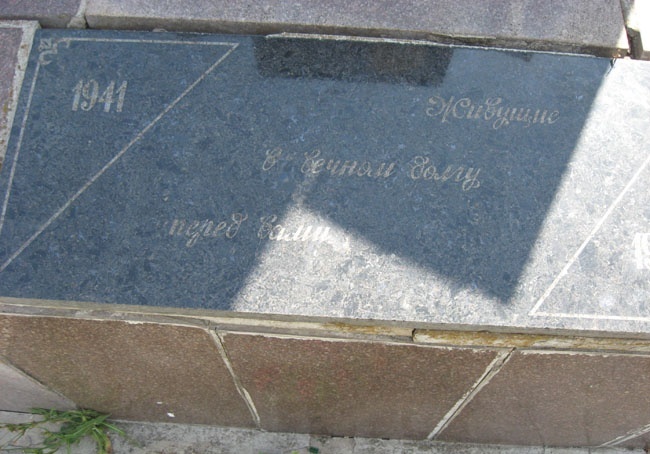 1941
Живущие
в вечном долгу
перед вами